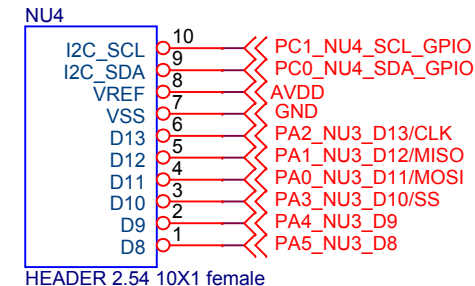 NU4
I2C_SCL 10 PC1_NU4_SCL_GPIO
I2C_SDA 9 PC0_NU4_SDA_GPIO
VREF 8 AVDD
VSS 7 GND
D13 6 PA2_NU3_D13/CLK
D12 5 PA1_NU3_D12/MISO
D11 4 PA0_NU3_D11/MOSI
D10 3 PA3_NU3_D10/SS
D9 2 PA4_NU3_D9
D8 1 PA5_NU3_D8
HEADER 2.54 10X1 female